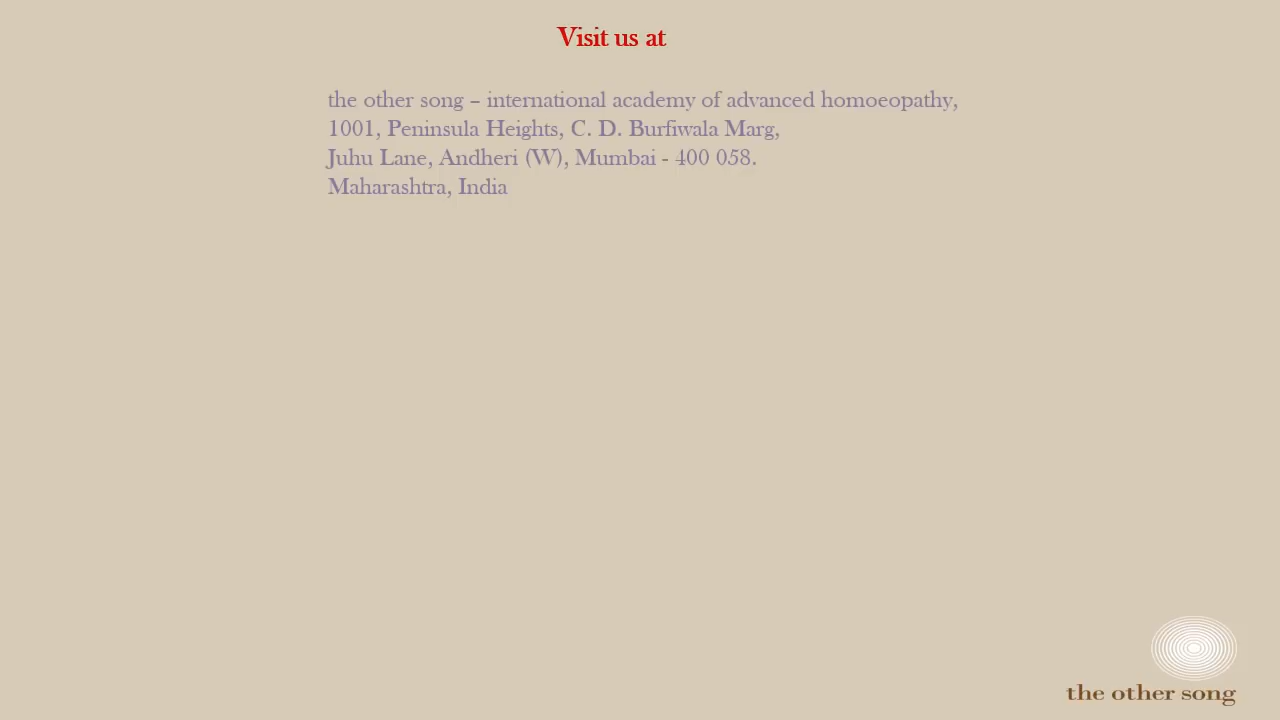 Visit us at
the other song – international academy of advanced homoeopathy,
1001, Peninsula Heights, C. D. Burfiwala Marg,
Juhu Lane, Andheri (W), Mumbai - 400 058.
Maharashtra, India
the other song